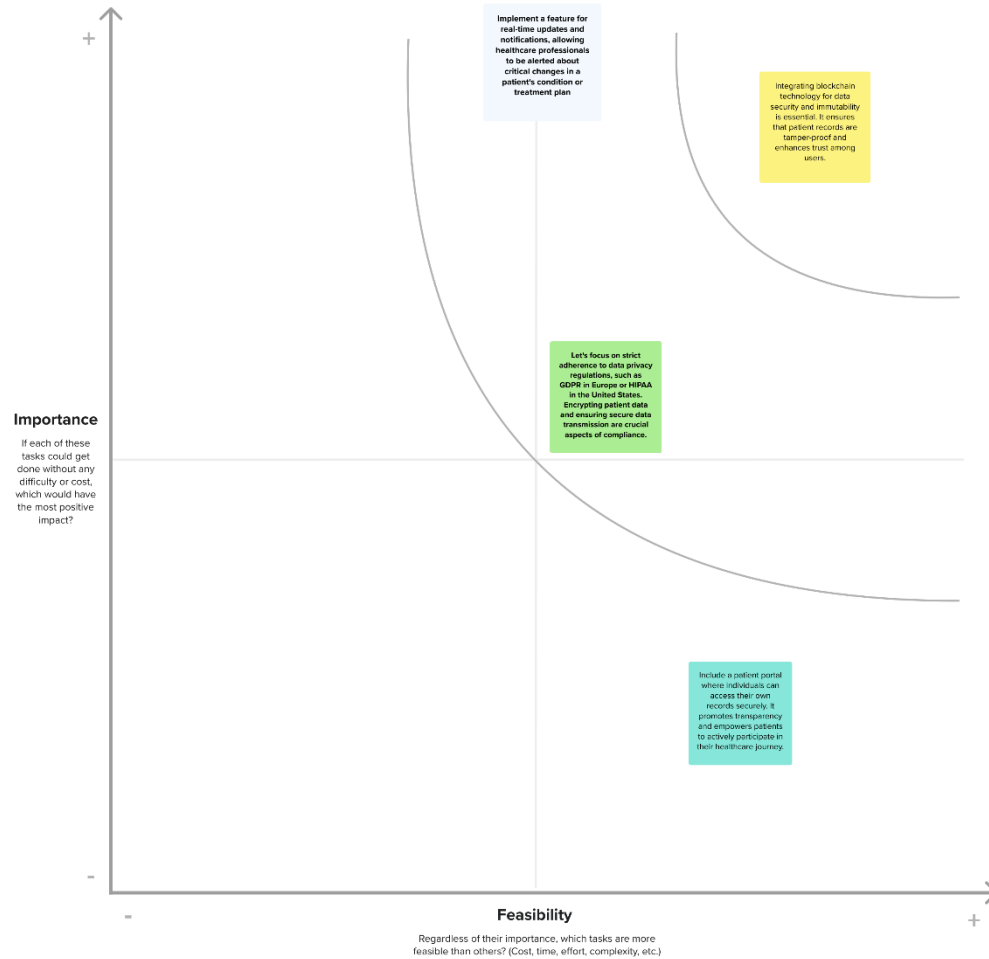 +
Implement a feature for
real-time updates and
notifications, allowing
healthcare professionals
to be alerted about
critical changes in a
patient's condition or
treatment plan
Integrating blockchain
technology for data
security and immutability
is essential. It ensures
that patient records are
tamper-proof and
enhances trust among
users.
Let's focus on strict
adherence to data privacy
regulations, such as
GDPR in Europe or HIPAA
in the United States.
Encrypting patient data
and ensuring secure data
transmission are crucial
aspects of compliance.
Importance
If each of these
tasks could get
done without any
difficulty or cost,
which would have
the most positive
impact?
Include a patient portal
where individuals can
access their own
records securely. It
promotes transparency
and empowers patients
to actively participate in
their healthcare journey.
-
-
Feasibility
+
Regardless of their importance, which tasks are more
feasible than others? (Cost, time, effort, complexity, etc.)